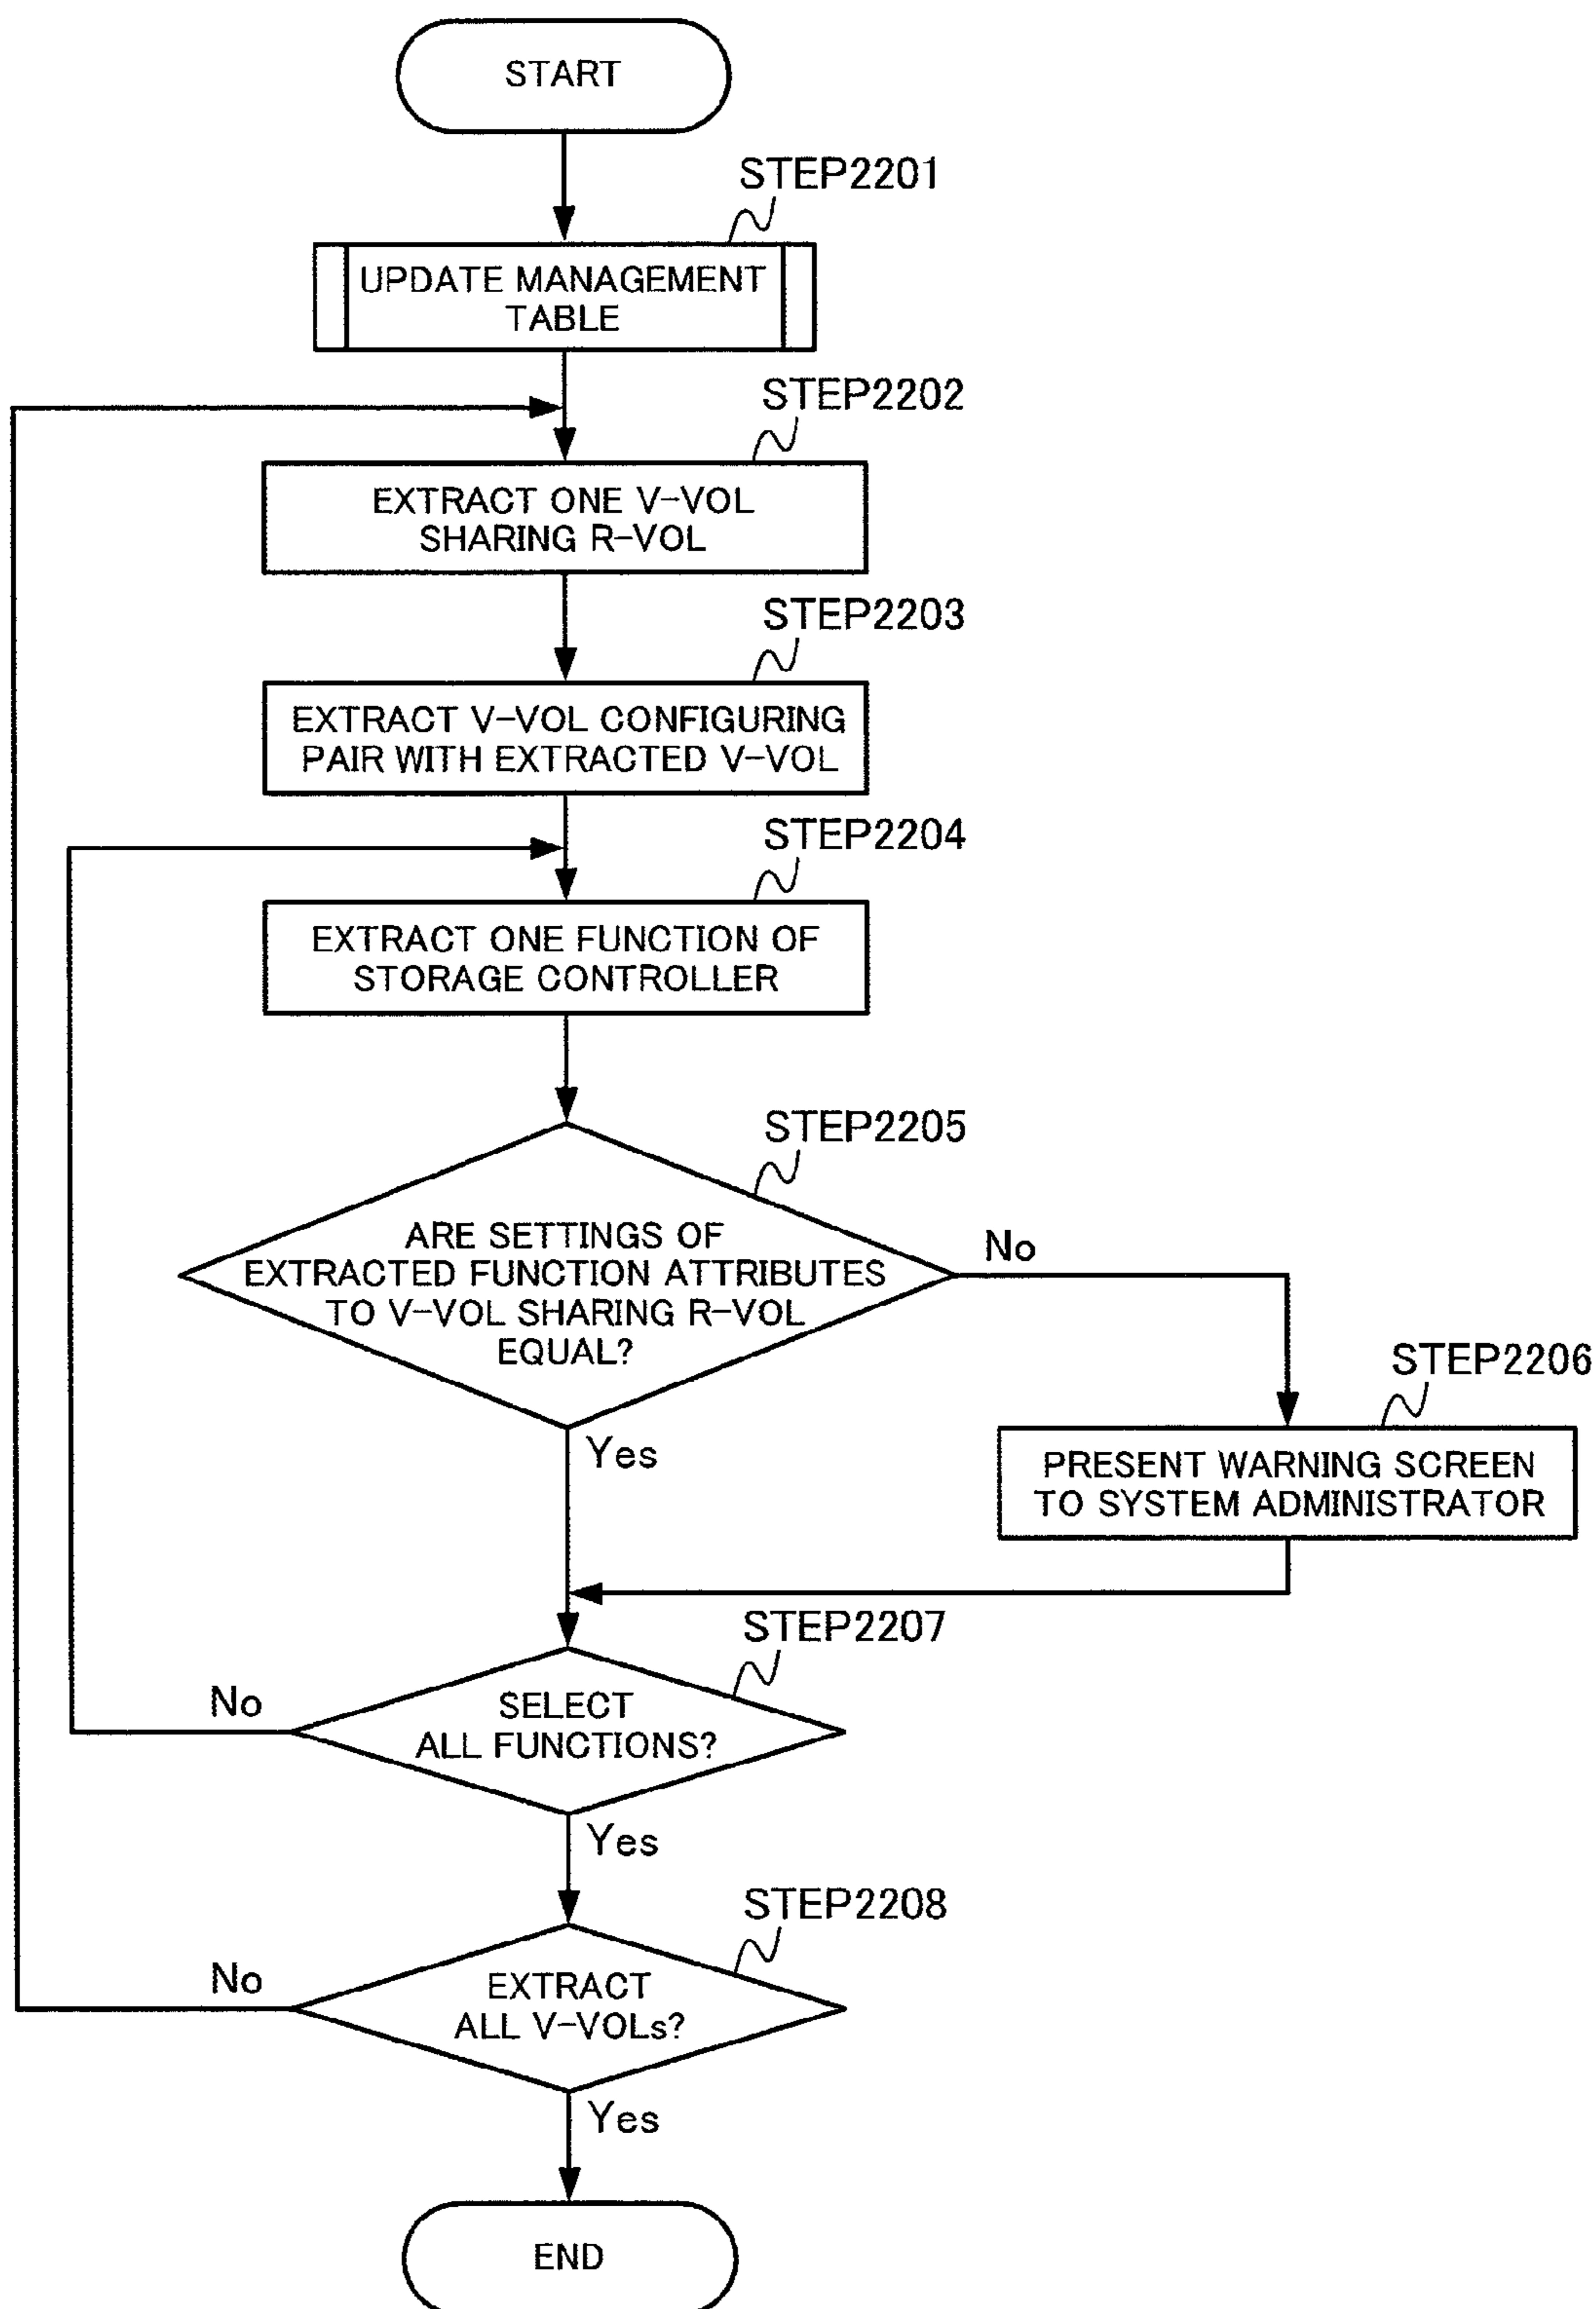 START
STEP2201
UPDATE MANAGEMENT
TABLE
STEP2202
EXTRACT ONE V-VOL
SHARING R-VOL
STEP2203
EXTRACT V-VOL CONFIGURING
PAIR WITH EXTRACTED V-VOL
STEP2204
EXTRACT ONE FUNCTION OF
STORAGE CONTROLLER
STEP2205
ARE SETTINGS OF
EXTRACTED FUNCTION ATTRIBUTES
TO V-VOL SHARING R-VOL
EQUAL?
No
Yes
STEP2206
PRESENT WARNING SCREEN
TO SYSTEM ADMINISTRATOR
STEP2207
SELECT
ALL FUNCTIONS?
No
Yes
STEP2208
EXTRACT
ALL V-VOLs?
No
Yes
END